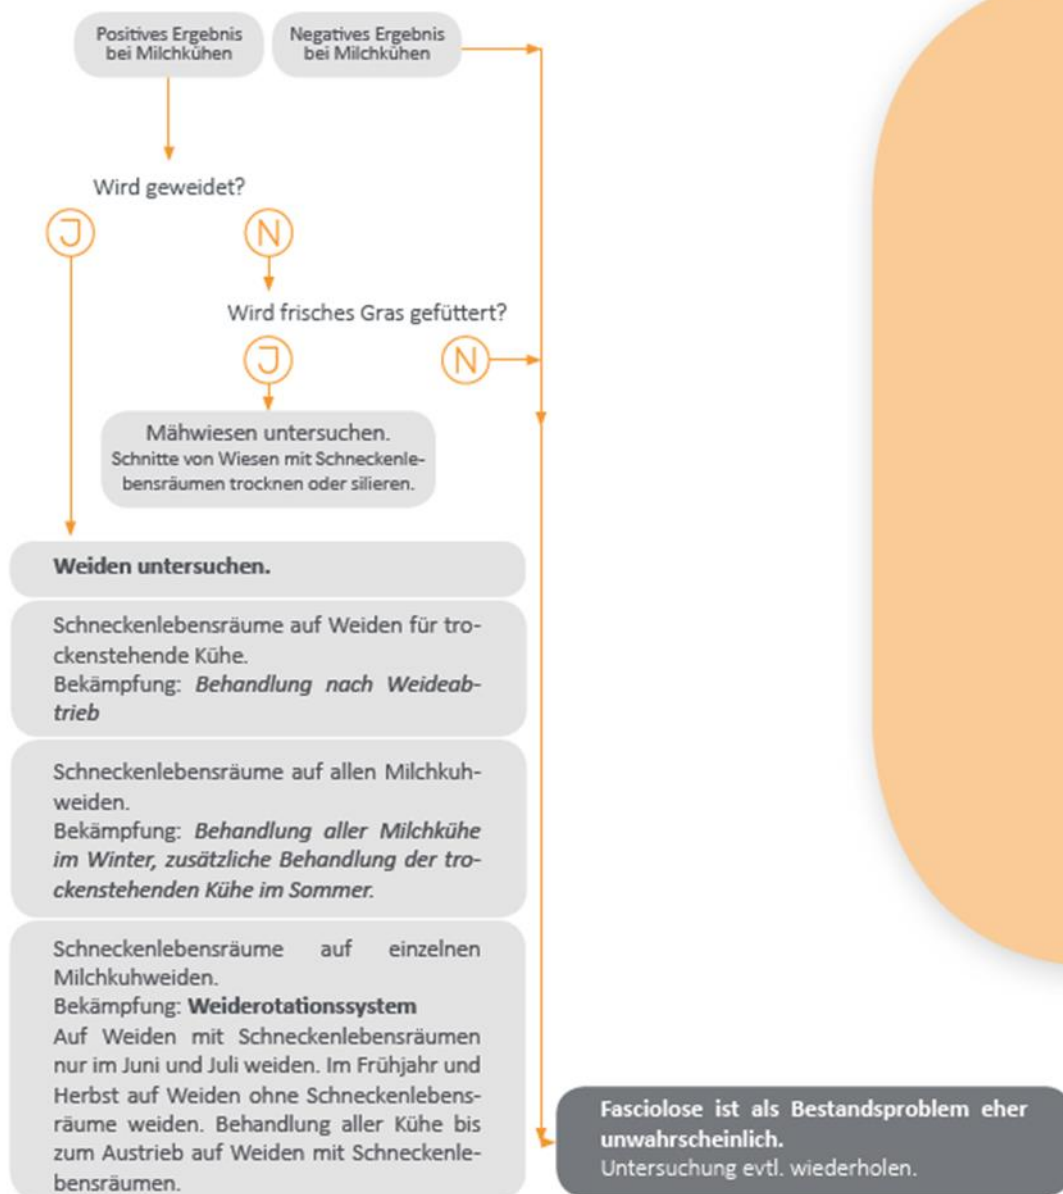 Positives Ergebnis
bei Milchkühen
Negatives Ergebnis
bei Milchkühen
Wird geweidet?
J
N
Wird frisches Gras gefüttert?
J
N
Mähwiesen untersuchen.
Schnitte von Wiesen mit Schneckenle-
bensräumen trocknen oder silieren.
Weiden untersuchen.
Schneckenlebensräume auf Weiden für tro-
ckenstehende Kühe.
Bekämpfung: Behandlung nach Weideab-
trieb
Schneckenlebensräume auf allen Milchkuh-
weiden.
Bekämpfung: Behandlung aller Milchkühe
im Winter, zusätzliche Behandlung der tro-
ckenstehenden Kühe im Sommer.
Schneckenlebensräume auf einzelnen
Milchkuhweiden.
Bekämpfung: Weiderotationssystem
Auf Weiden mit Schneckenlebensräumen
nur im Juni und Juli weiden. Im Frühjahr und
Herbst auf Weiden ohne Schneckenlebens-
räume weiden. Behandlung aller Kühe bis
zum Austrieb auf Weiden mit Schneckenle-
bensräumen.
Fasciolose ist als Bestandsproblem eher
unwahrscheinlich.
Untersuchung evtl. wiederholen.